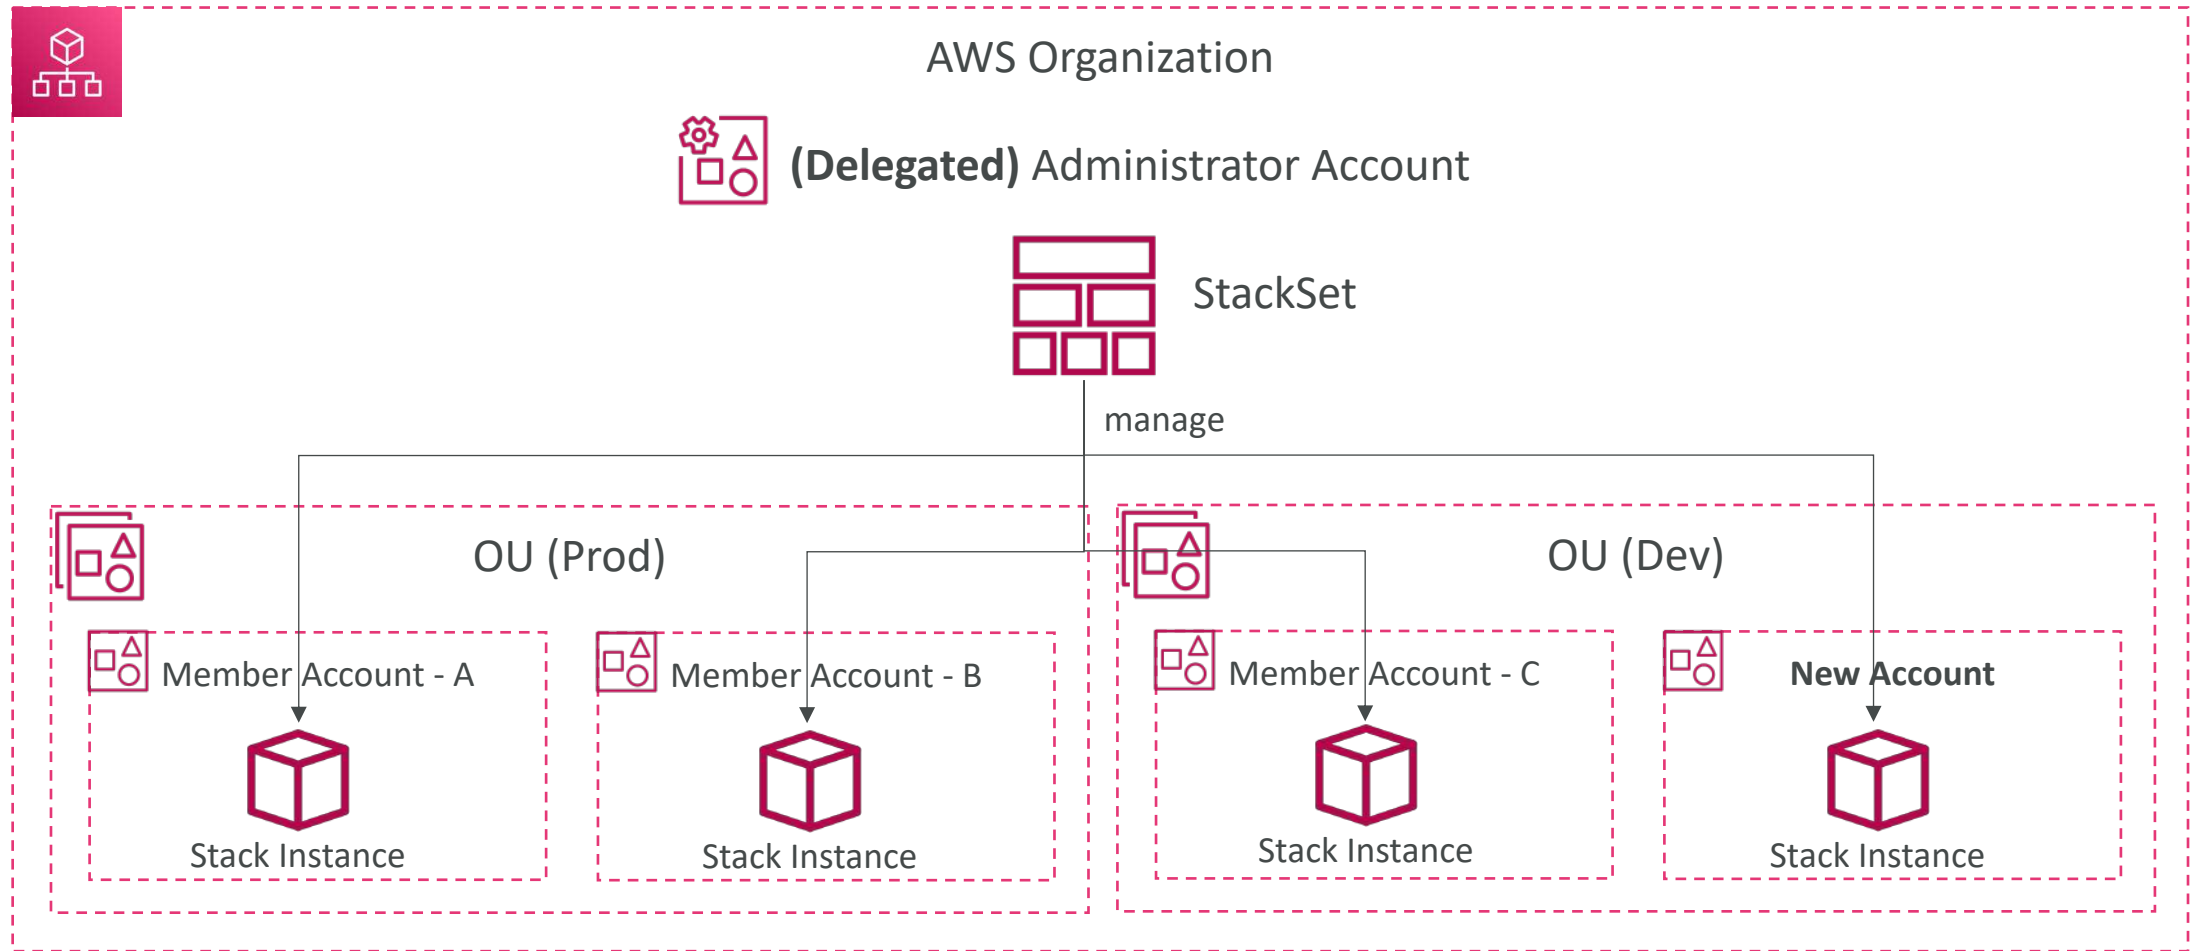 AWS Organization
(Delegated) Administrator Account
StackSet
manage
OU (Prod)
OU (Dev)
Member Account - A
Member Account - B
Member Account - C
New Account
Stack Instance
Stack Instance
Stack Instance
Stack Instance